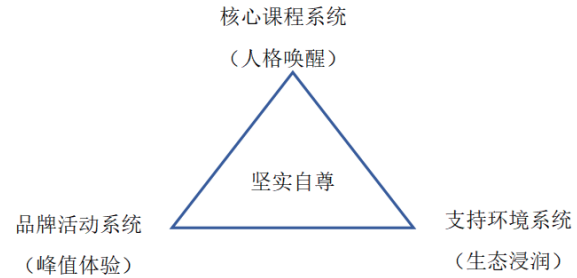 核心课程系统
（人格唤醒）
坚实自尊
品牌活动系统
（峰值体验）
支持环境系统
（生态浸润）